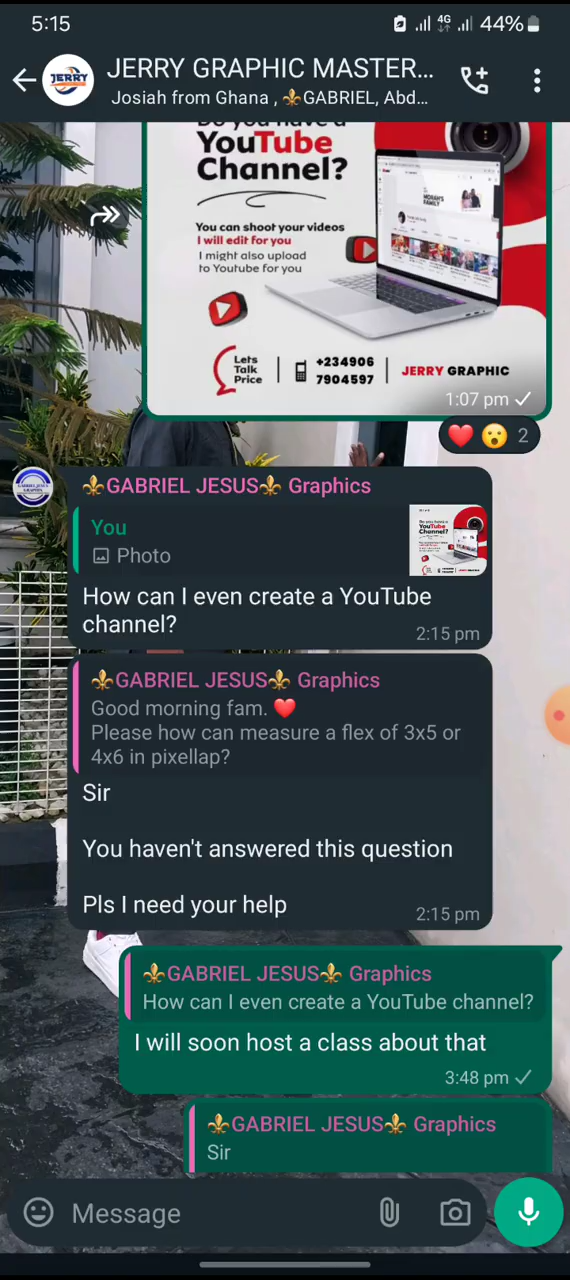 5:15
4G
44%
JERRY
JERRY GRAPHIC MASTER...
Josiah from Ghana , ⚜GABRIEL, Abd...
Do you have a
YouTube
Channel?
You can shoot your videos
I will edit for you
I might also upload
to Youtube for you
Lets
Talk
Price
+234906
7904597
JERRY GRAPHIC
1:07 pm ✓
❤️ 😮 2
⚜GABRIEL JESUS⚜ Graphics
You
Photo
How can I even create a YouTube
channel?
2:15 pm
⚜GABRIEL JESUS⚜ Graphics
Good morning fam. ❤️
Please how can measure a flex of 3x5 or
4x6 in pixellap?
Sir
You haven't answered this question
Pls I need your help
2:15 pm
⚜GABRIEL JESUS⚜ Graphics
How can I even create a YouTube channel?
I will soon host a class about that
3:48 pm ✓
⚜GABRIEL JESUS⚜ Graphics
Sir
Message